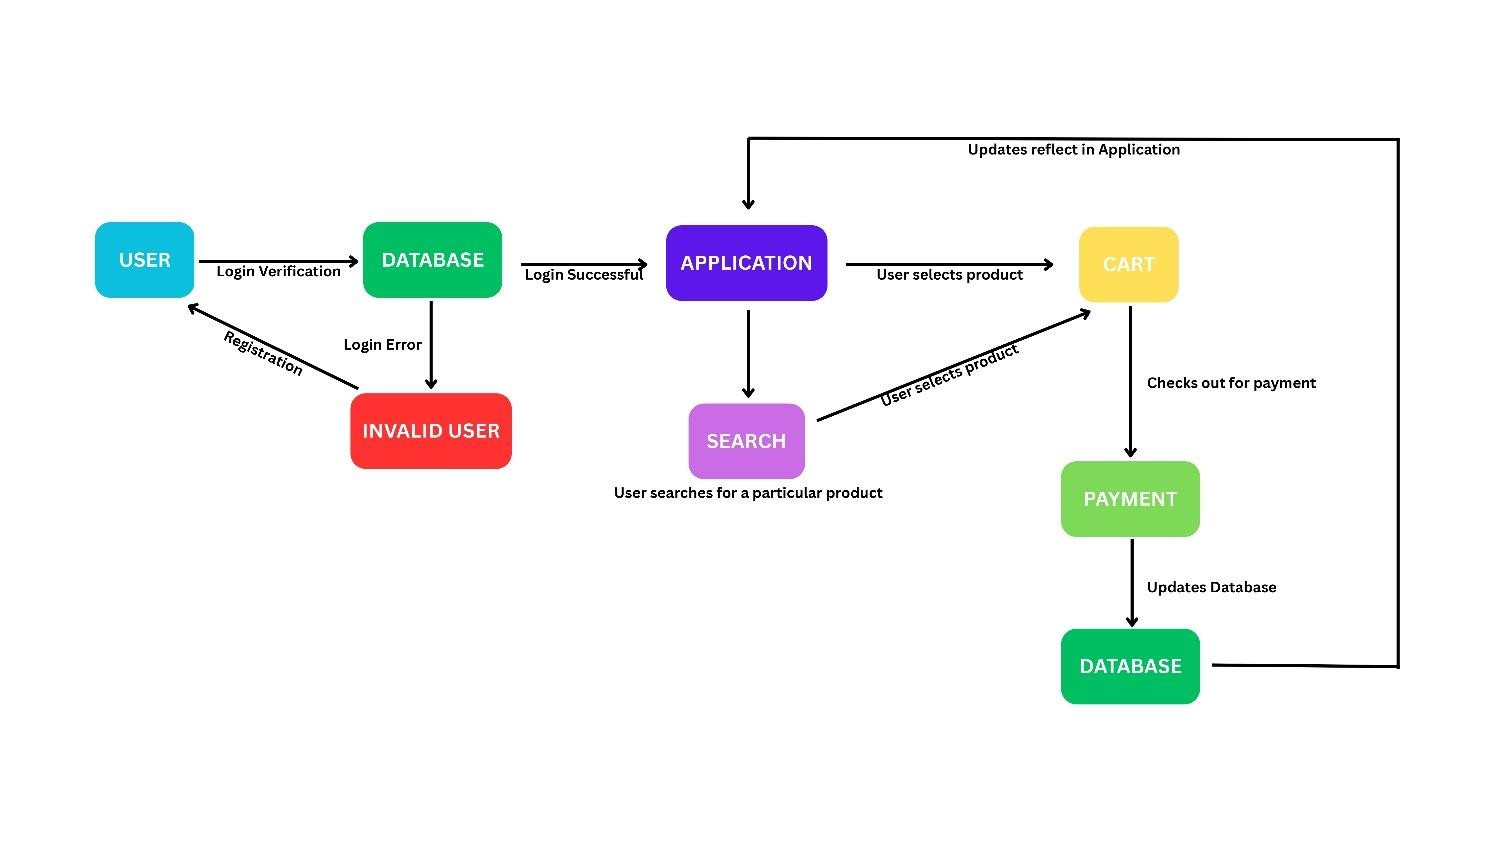 Updates reflect in Application
USER
Login Verification
DATABASE
Login Successful
APPLICATION
User selects product
CART
Registration
Login Error
INVALID USER
SEARCH
User searches for a particular product
User selects product
Checks out for payment
PAYMENT
Updates Database
DATABASE